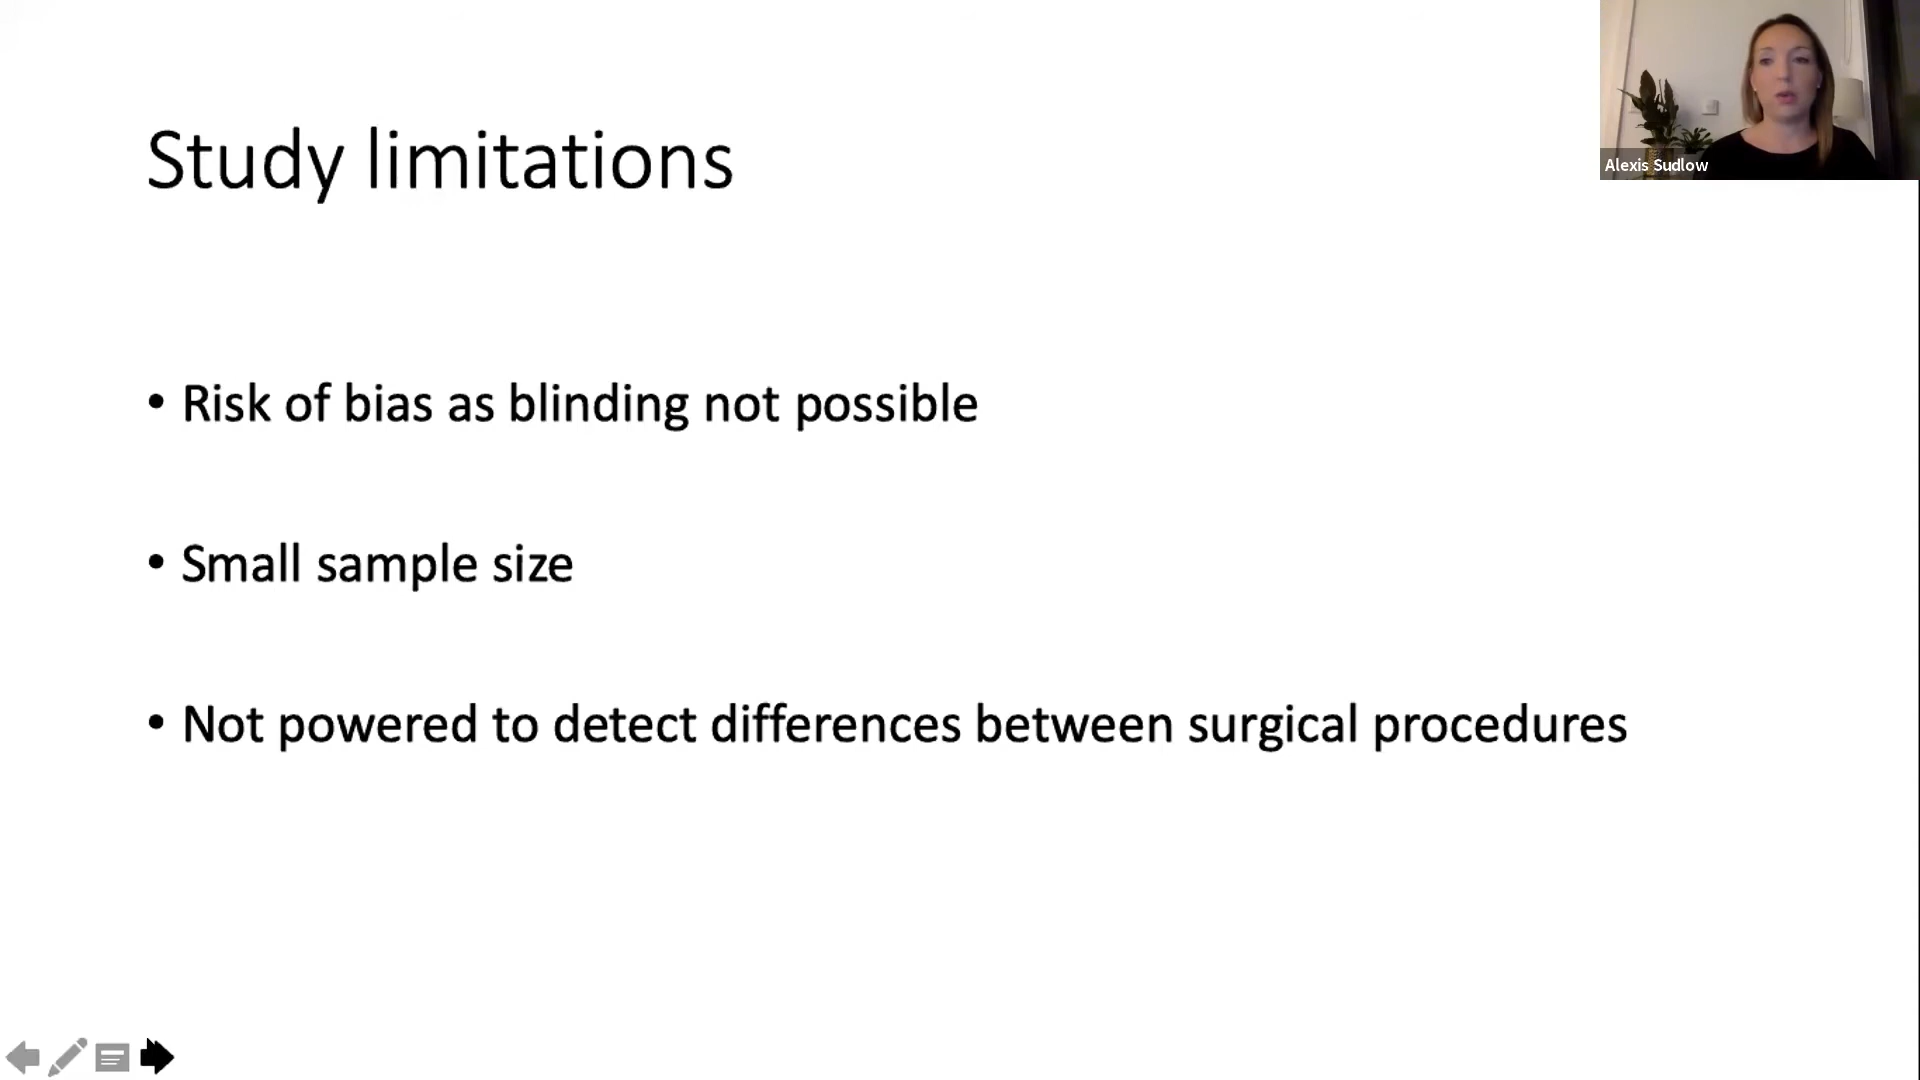 Study limitations
Alexis Sudlow
• Risk of bias as blinding not possible
• Small sample size
• Not powered to detect differences between surgical procedures